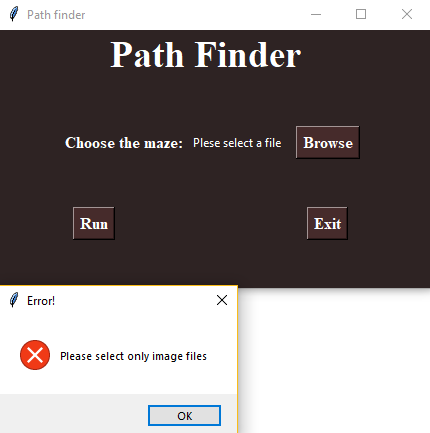 Path finder
Path Finder
Choose the maze: Plese select a file Browse
Run Exit
Error!
Please select only image files
OK